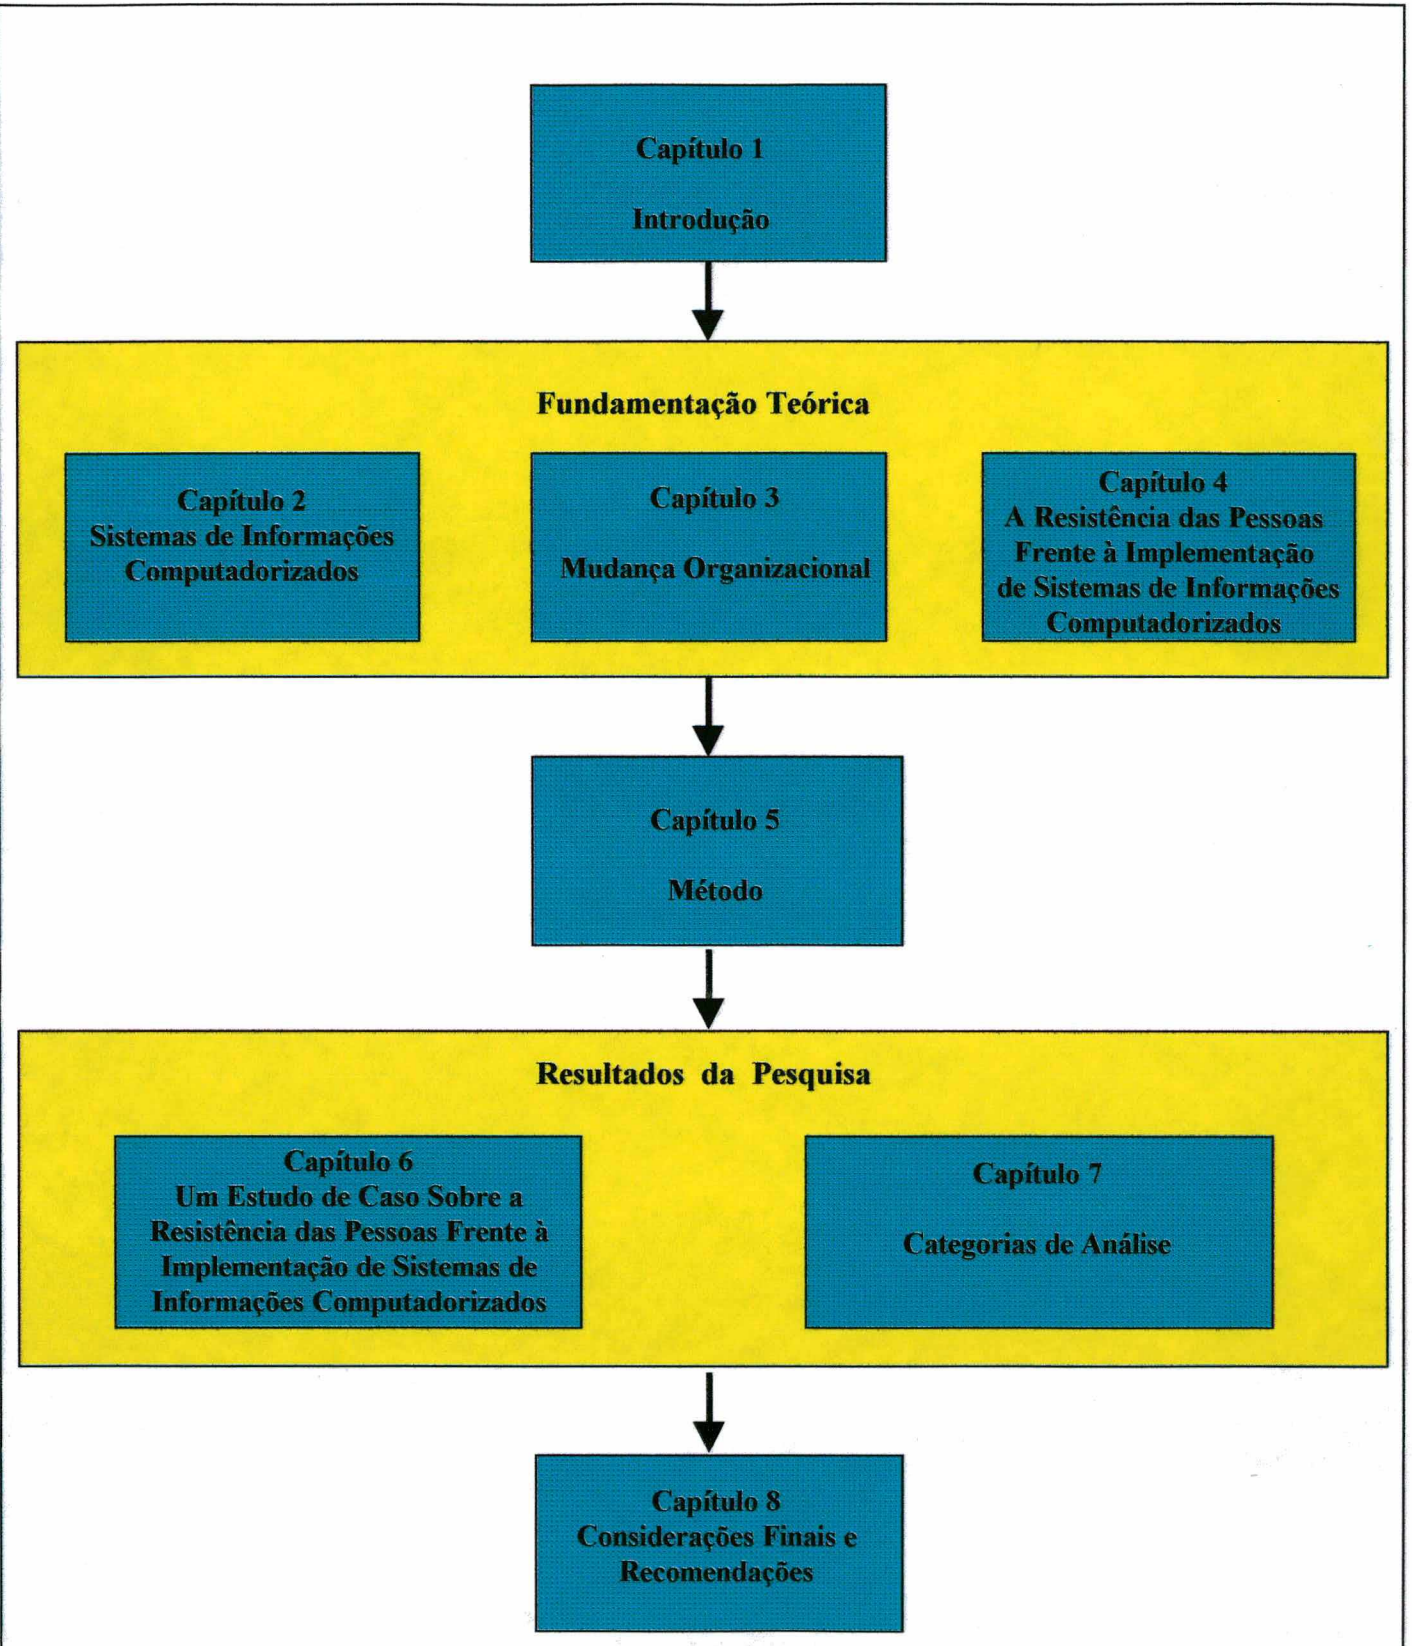 Capítulo 1
Introdução
Fundamentação Teórica
Capítulo 2
Sistemas de Informações
Computadorizados
Capítulo 3
Mudança Organizacional
Capítulo 4
A Resistência das Pessoas
Frente à Implementação
de Sistemas de Informações
Computadorizados
Capítulo 5
Método
Resultados da Pesquisa
Capítulo 6
Um Estudo de Caso Sobre a
Resistência das Pessoas Frente à
Implementação de Sistemas de
Informações Computadorizados
Capítulo 7
Categorias de Análise
Capítulo 8
Considerações Finais e
Recomendações